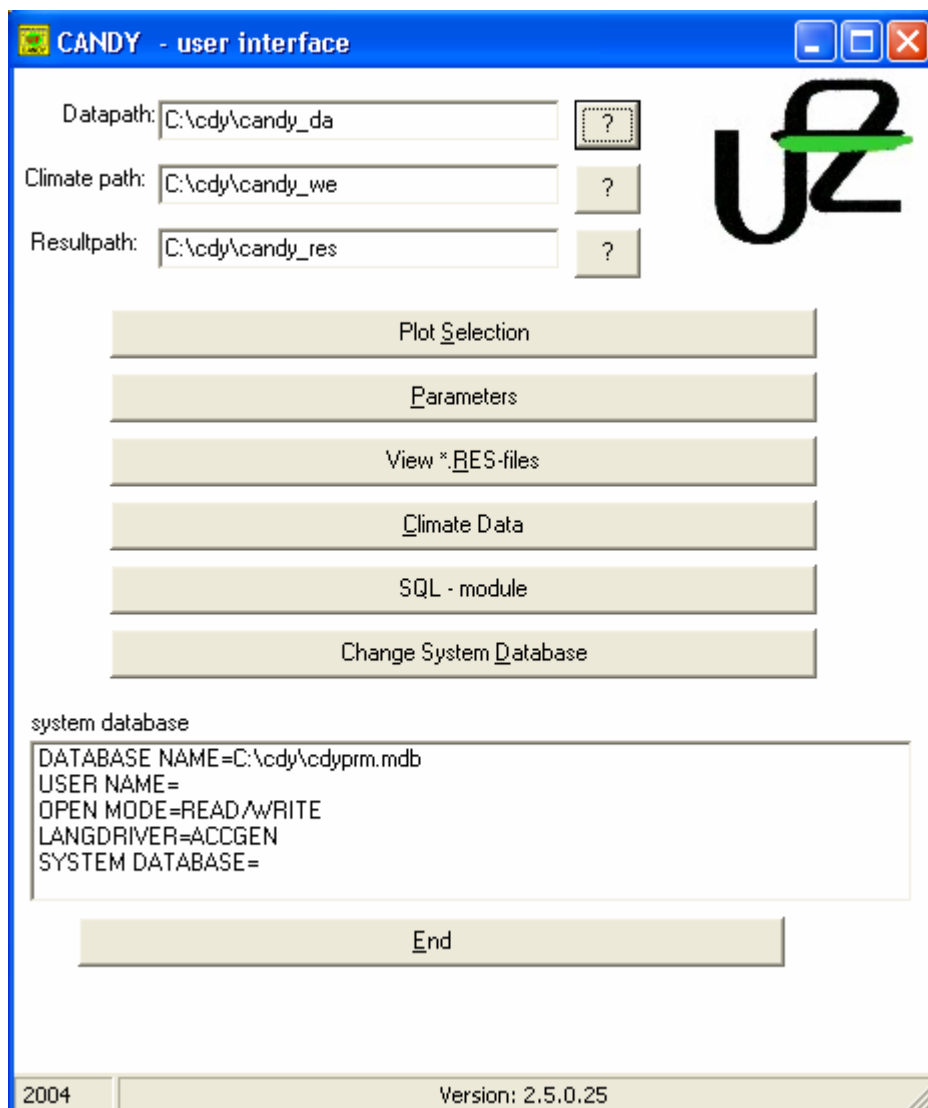 CANDY - user interface
Datapath: C:\cdy\candy_da ?
Climate path: C:\cdy\candy_we ?
Resultpath: C:\cdy\candy_res ?
UFZ
Plot Selection
Parameters
View *.RES-files
Climate Data
SQL - module
Change System Database
system database
DATABASE NAME=C:\cdy\cdyprm.mdb
USER NAME=
OPEN MODE=READ/WRITE
LANGDRIVER=ACCGEN
SYSTEM DATABASE=
End
2004 Version: 2.5.0.25